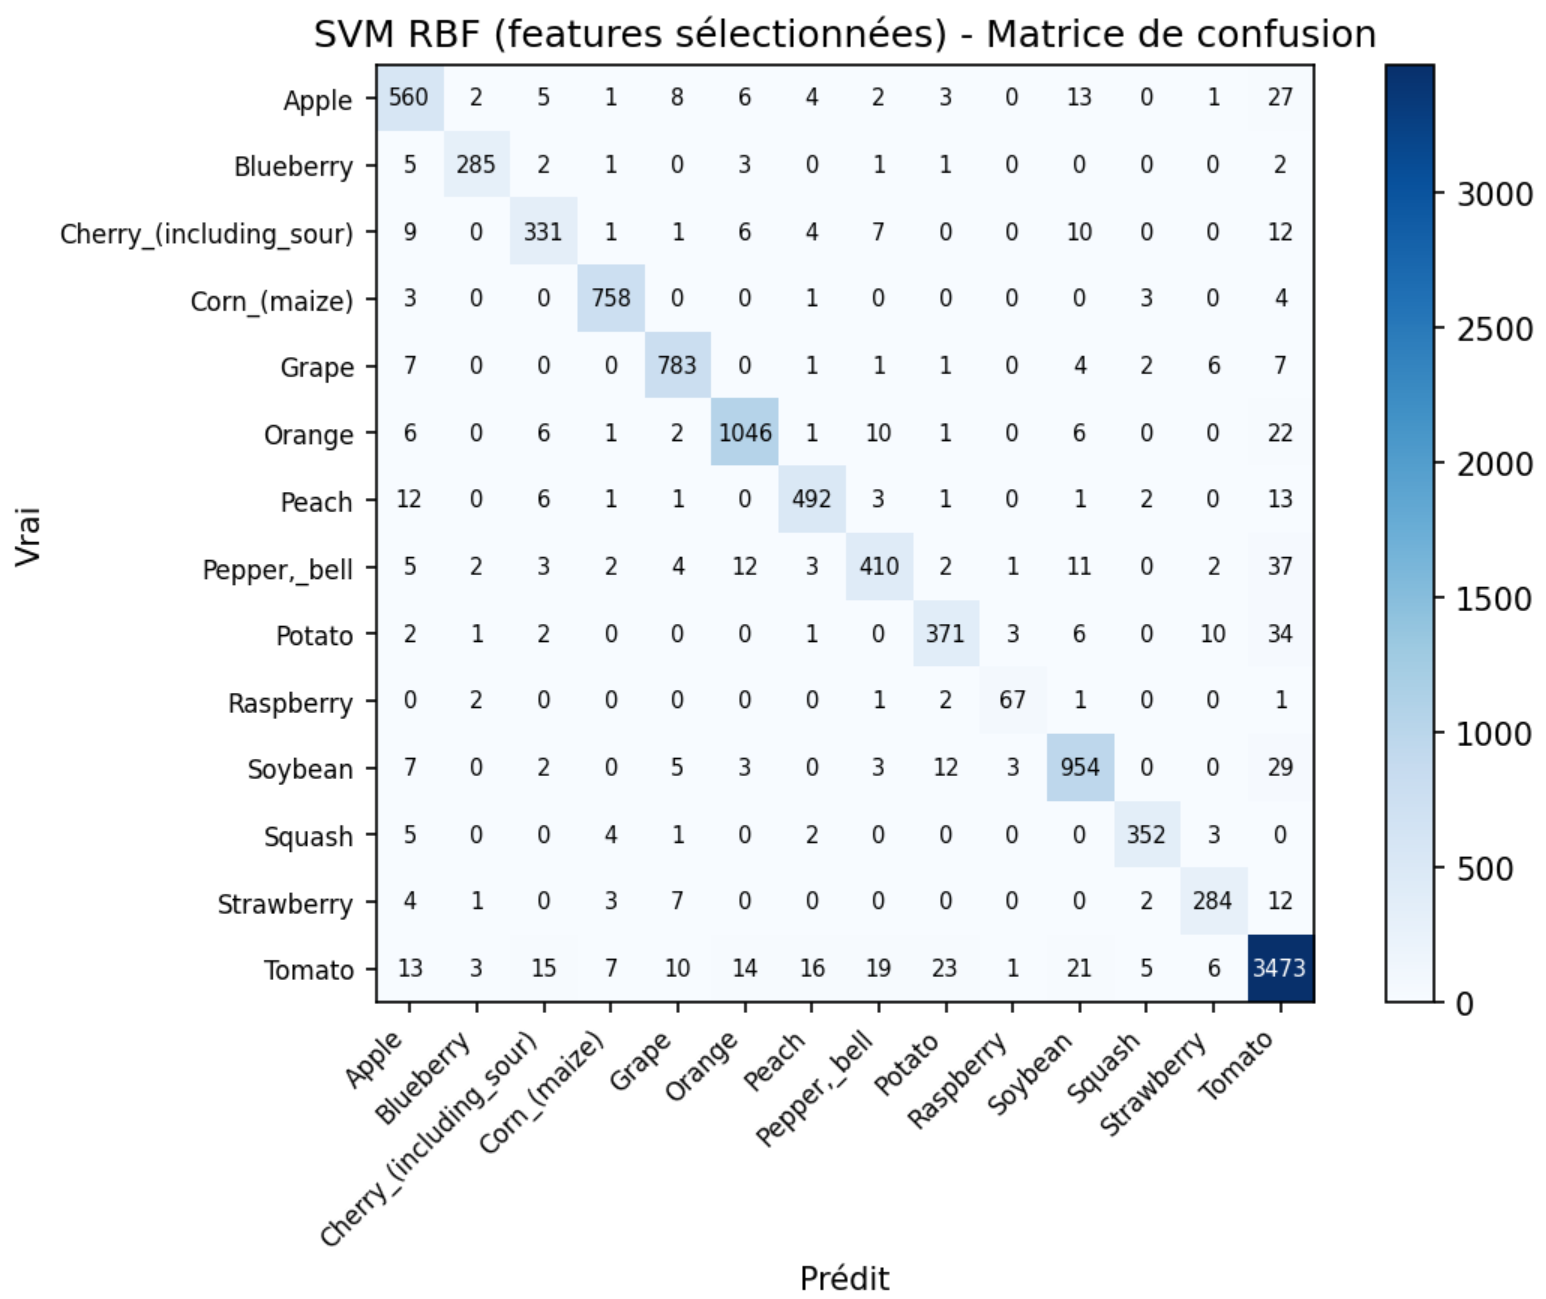 SVM RBF (features sélectionnées) - Matrice de confusion
Apple 560 2 5 1 8 6 4 2 3 0 13 0 1 27
Blueberry 5 285 2 1 0 3 0 1 1 0 0 0 0 2
Cherry_(including_sour) 9 0 331 1 1 6 4 7 0 0 10 0 0 12
Corn_(maize) 3 0 0 758 0 0 1 0 0 0 0 3 0 4
Grape 7 0 0 0 783 0 1 1 1 0 4 2 6 7
Orange 6 0 6 1 2 1046 1 10 1 0 6 0 0 22
Peach 12 0 6 1 1 0 492 3 1 0 1 2 0 13
Pepper,_bell 5 2 3 2 4 12 3 410 2 1 11 0 2 37
Potato 2 1 2 0 0 0 1 0 371 3 6 0 10 34
Raspberry 0 2 0 0 0 0 0 1 2 67 1 0 0 1
Soybean 7 0 2 0 5 3 0 3 12 3 954 0 0 29
Squash 5 0 0 4 1 0 2 0 0 0 0 352 3 0
Strawberry 4 1 0 3 7 0 0 0 0 0 0 2 284 12
Tomato 13 3 15 7 10 14 16 19 23 1 21 5 6 3473
Vrai
Apple Blueberry Cherry_(including_sour) Corn_(maize) Grape Orange Peach Pepper,_bell Potato Raspberry Soybean Squash Strawberry Tomato
Prédit
3000
2500
2000
1500
1000
500
0